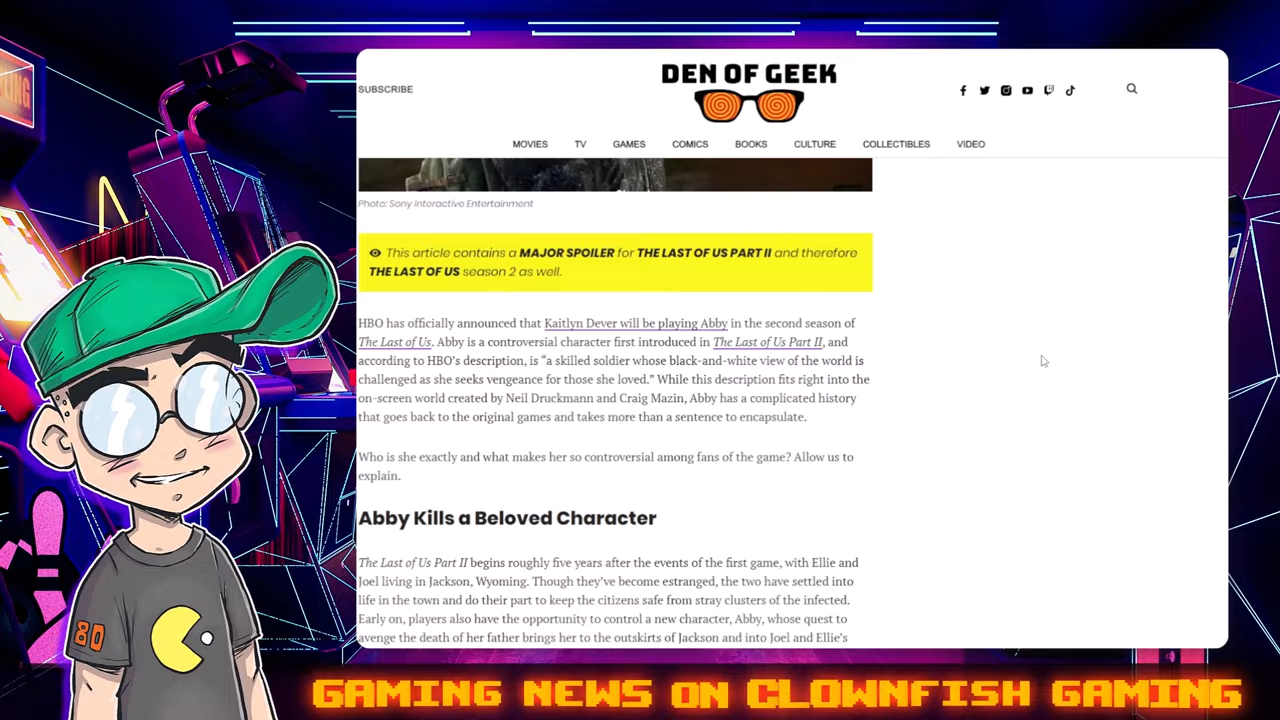 DEN OF GEEK
SUBSCRIBE
MOVIES TV GAMES COMICS BOOKS CULTURE COLLECTIBLES VIDEO
Photo: Sony Interactive Entertainment
This article contains a MAJOR SPOILER for THE LAST OF US PART II and therefore
THE LAST OF US season 2 as well.
HBO has officially announced that Kaitlyn Dever will be playing Abby in the second season of
The Last of Us. Abby is a controversial character first introduced in The Last of Us Part II, and
according to HBO’s description, is “a skilled soldier whose black-and-white view of the world is
challenged as she seeks vengeance for those she loved.” While this description fits right into the
on-screen world created by Neil Druckmann and Craig Mazin, Abby has a complicated history
that goes back to the original games and takes more than a sentence to encapsulate.
Who is she exactly and what makes her so controversial among fans of the game? Allow us to
explain.
Abby Kills a Beloved Character
The Last of Us Part II begins roughly five years after the events of the first game, with Ellie and
Joel living in Jackson, Wyoming. Though they’ve become estranged, the two have settled into
life in the town and do their part to keep the citizens safe from stray clusters of the infected.
Early on, players also have the opportunity to control a new character, Abby, whose quest to
avenge the death of her father brings her to the outskirts of Jackson and into Joel and Ellie’s
80
GAMING NEWS ON CLOWNFISH GAMING